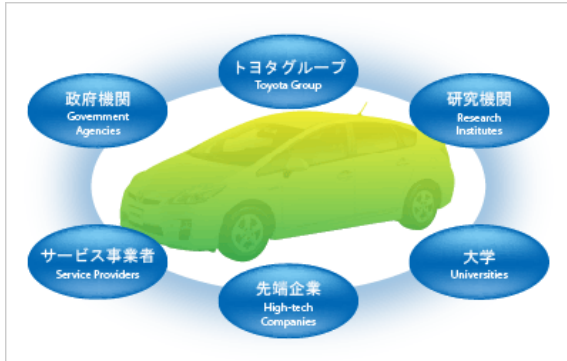 トヨタグループ
Toyota Group
政府機関
Government
Agencies
研究機関
Research
Institutes
サービス事業者
Service Providers
大学
Universities
先端企業
High-tech
Companies